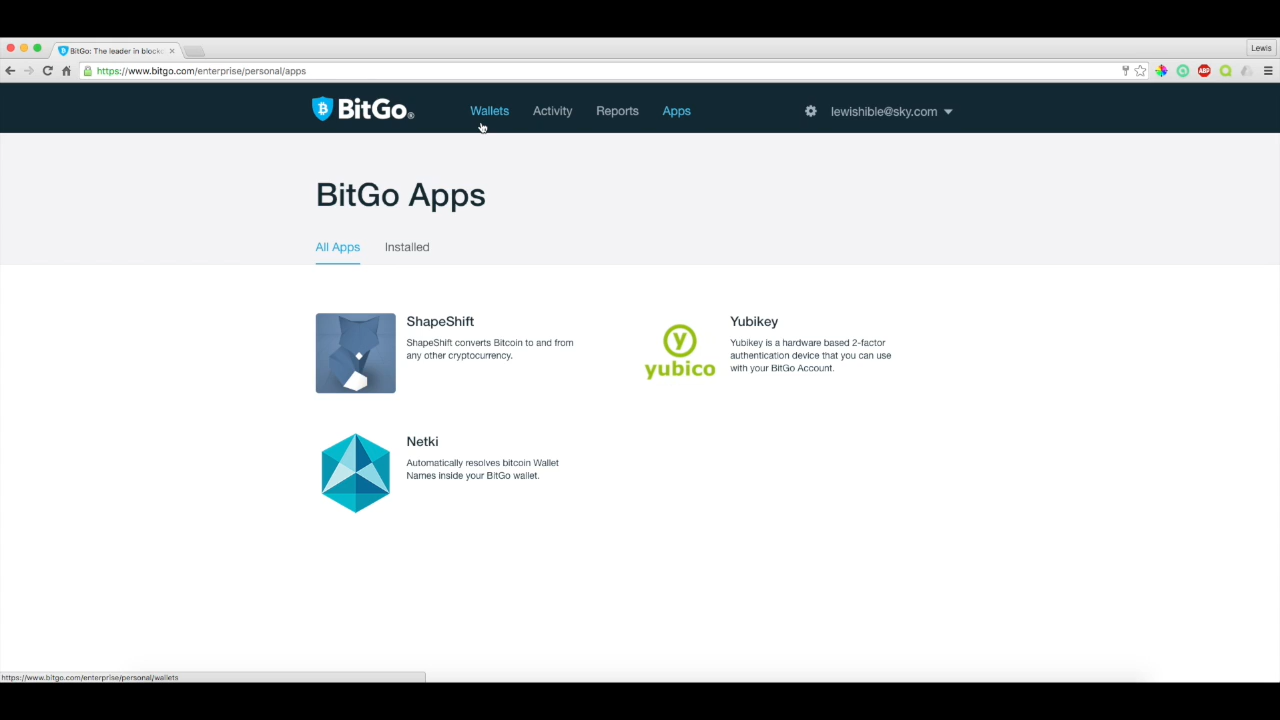 BitGo: The leader in blockc
Lewis
https://www.bitgo.com/enterprise/personal/apps
ABP
BitGo®
Wallets
Activity
Reports
Apps
lewishible@sky.com
BitGo Apps
All Apps
Installed
ShapeShift
ShapeShift converts Bitcoin to and from
any other cryptocurrency.
y
yubico
Yubikey
Yubikey is a hardware based 2-factor
authentication device that you can use
with your BitGo Account.
Netki
Automatically resolves bitcoin Wallet
Names inside your BitGo wallet.
https://www.bitgo.com/enterprise/personal/wallets